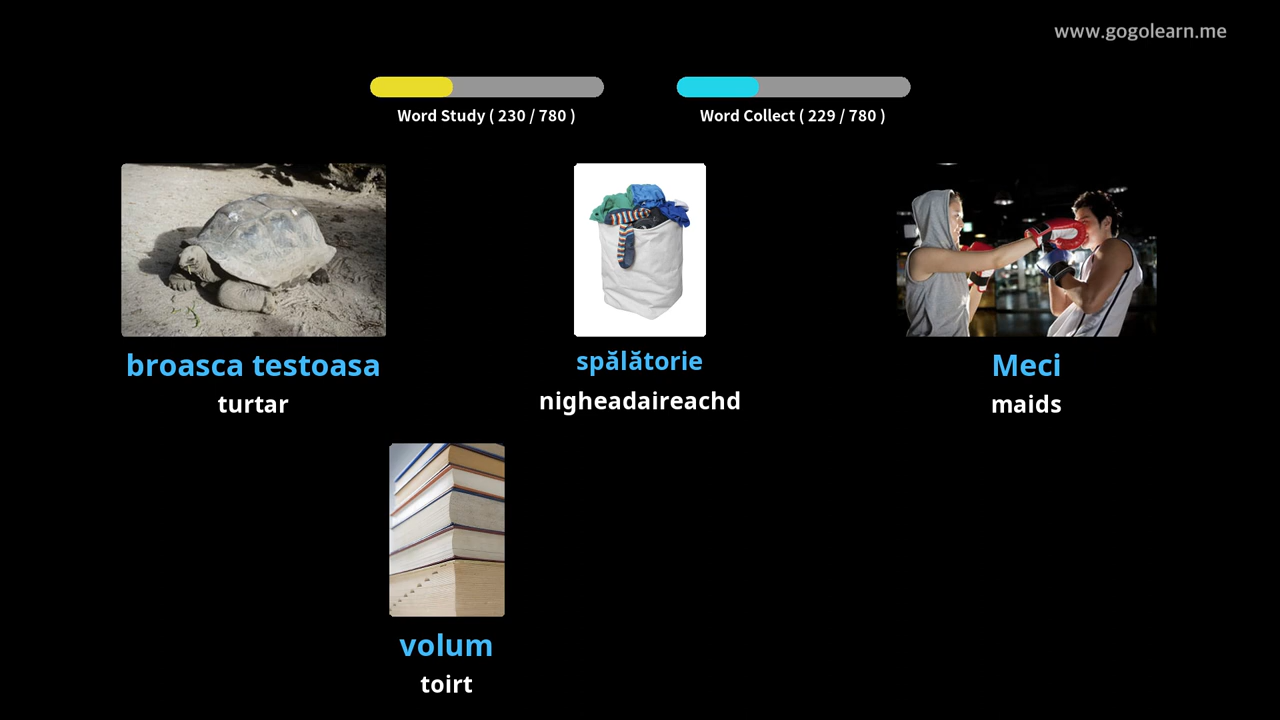 www.gogolearn.me
Word Study ( 230 / 780 )
Word Collect ( 229 / 780 )
broasca testoasa
turtar
spălătorie
nigheadaireachd
Meci
maids
volum
toirt